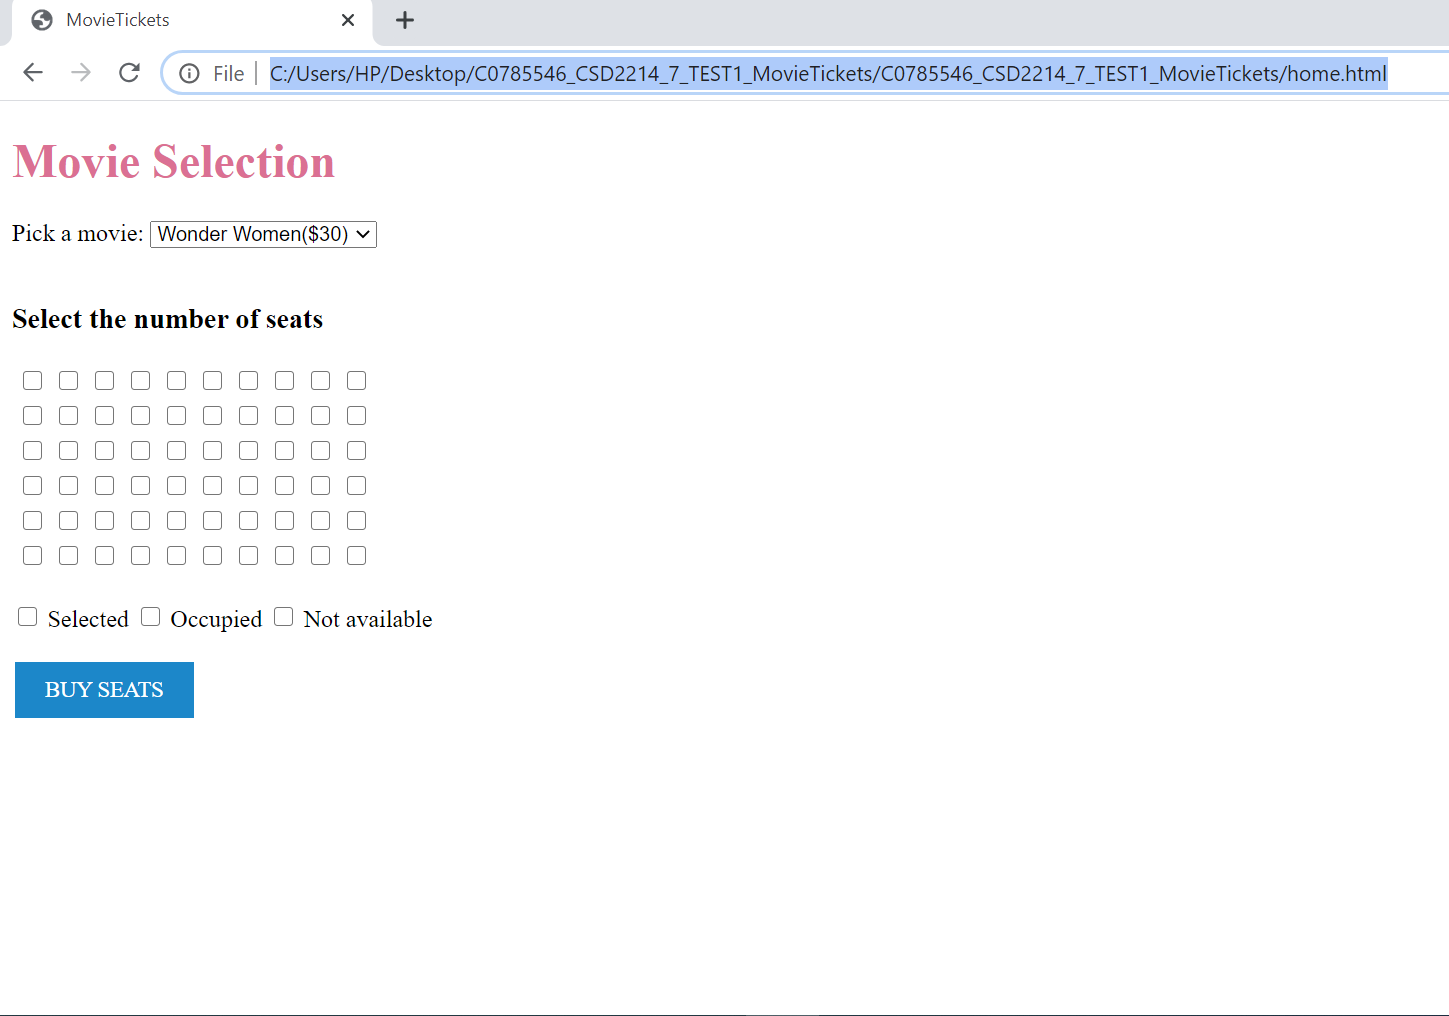 MovieTickets
File | C:/Users/HP/Desktop/C0785546_CSD2214_7_TEST1_MovieTickets/C0785546_CSD2214_7_TEST1_MovieTickets/home.html
Movie Selection
Pick a movie: Wonder Women($30)
Select the number of seats
Selected Occupied Not available
BUY SEATS